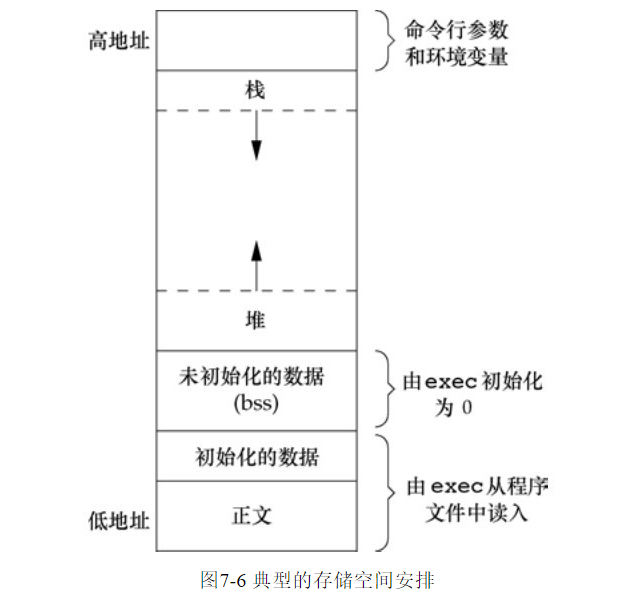 高地址
命令行参数
和环境变量
栈
堆
未初始化的数据
(bss)
由exec初始化
为 0
初始化的数据
正文
由exec从程序
文件中读入
低地址
图7-6 典型的存储空间安排